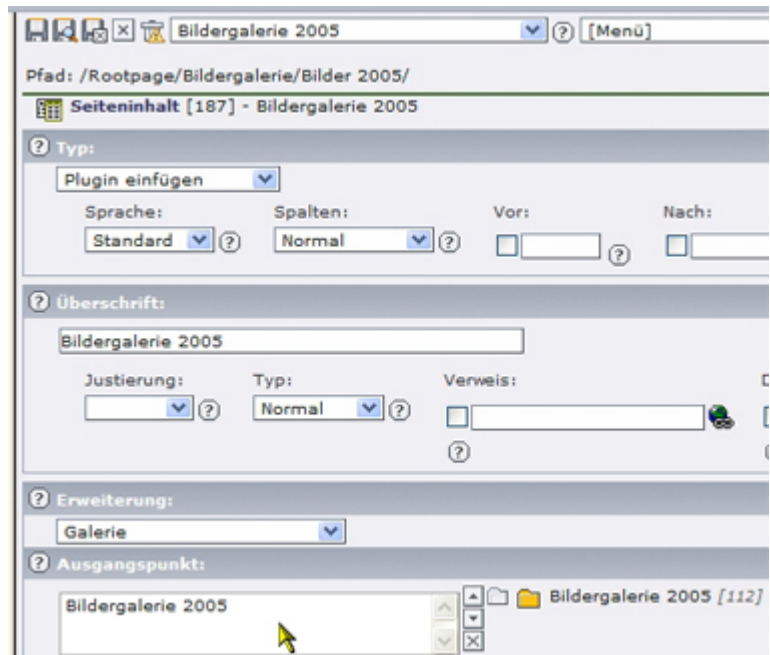 Bildergalerie 2005 [Menü]
Pfad: /Rootpage/Bildergalerie/Bilder 2005/
Seiteninhalt [187] - Bildergalerie 2005
Typ:
Plugin einfügen
Sprache: Spalten: Vor: Nach:
Standard Normal
Überschrift:
Bildergalerie 2005
Justierung: Typ: Verweis:
Normal
Erweiterung:
Galerie
Ausgangspunkt:
Bildergalerie 2005 Bildergalerie 2005 [112]